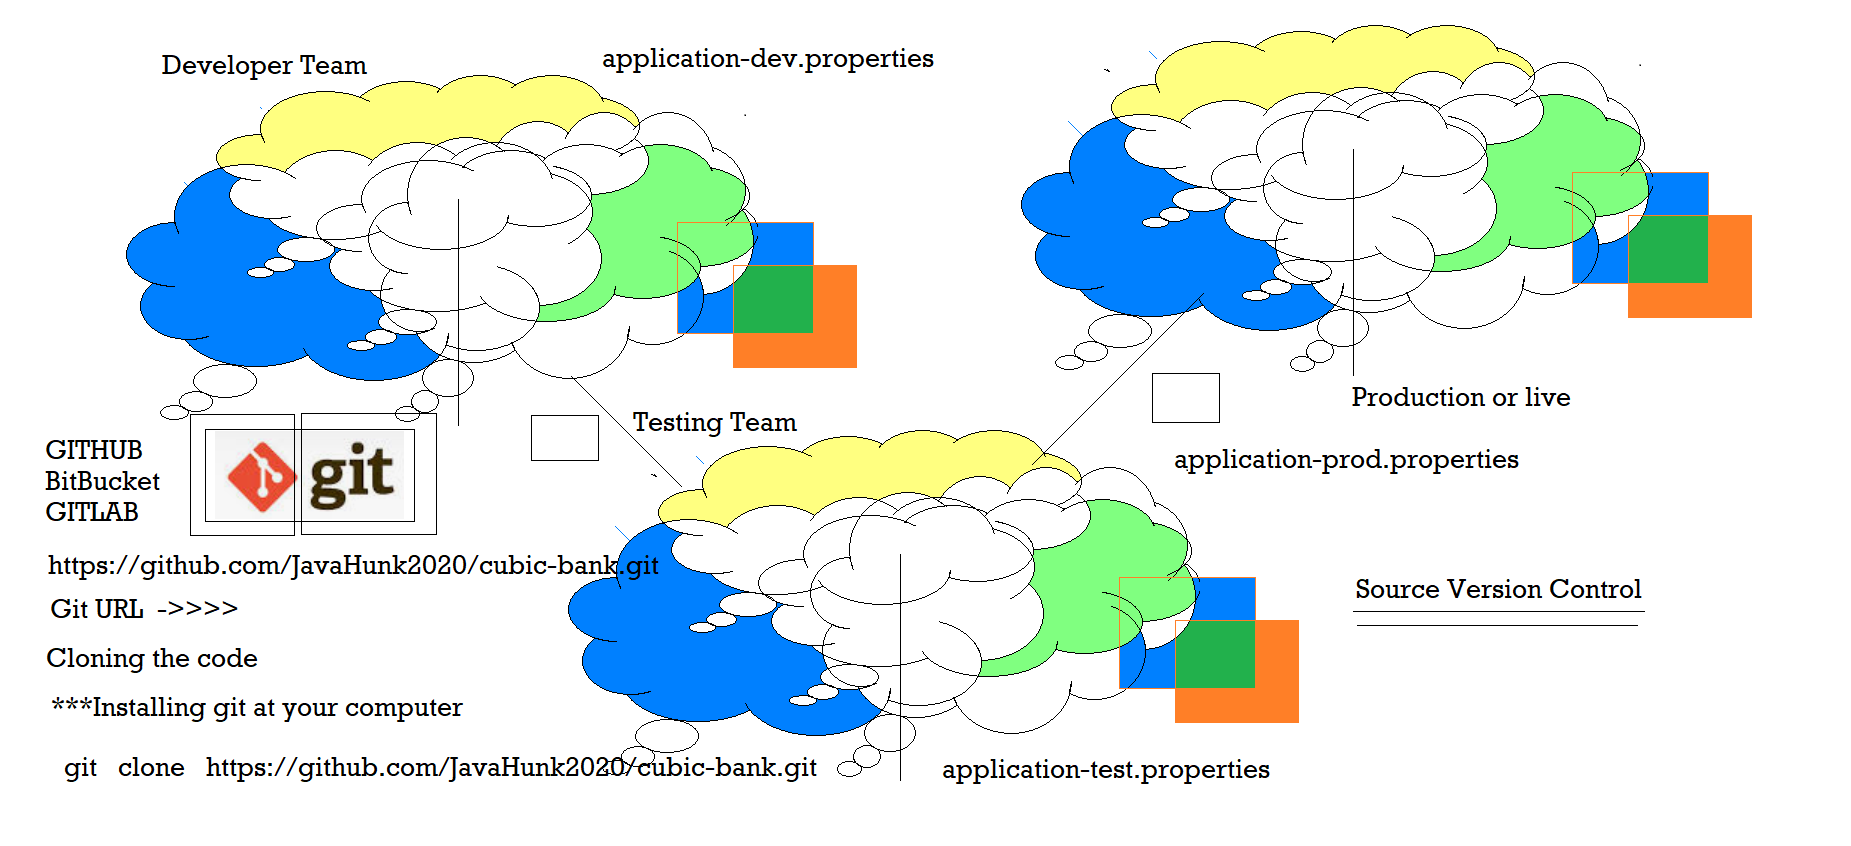 Developer Team
application-dev.properties
Testing Team
Production or live
application-prod.properties
GITHUB
BitBucket
GITLAB
git
https://github.com/JavaHunk2020/cubic-bank.git
Git URL ->>>>
Cloning the code
***Installing git at your computer
git clone https://github.com/JavaHunk2020/cubic-bank.git
application-test.properties
Source Version Control